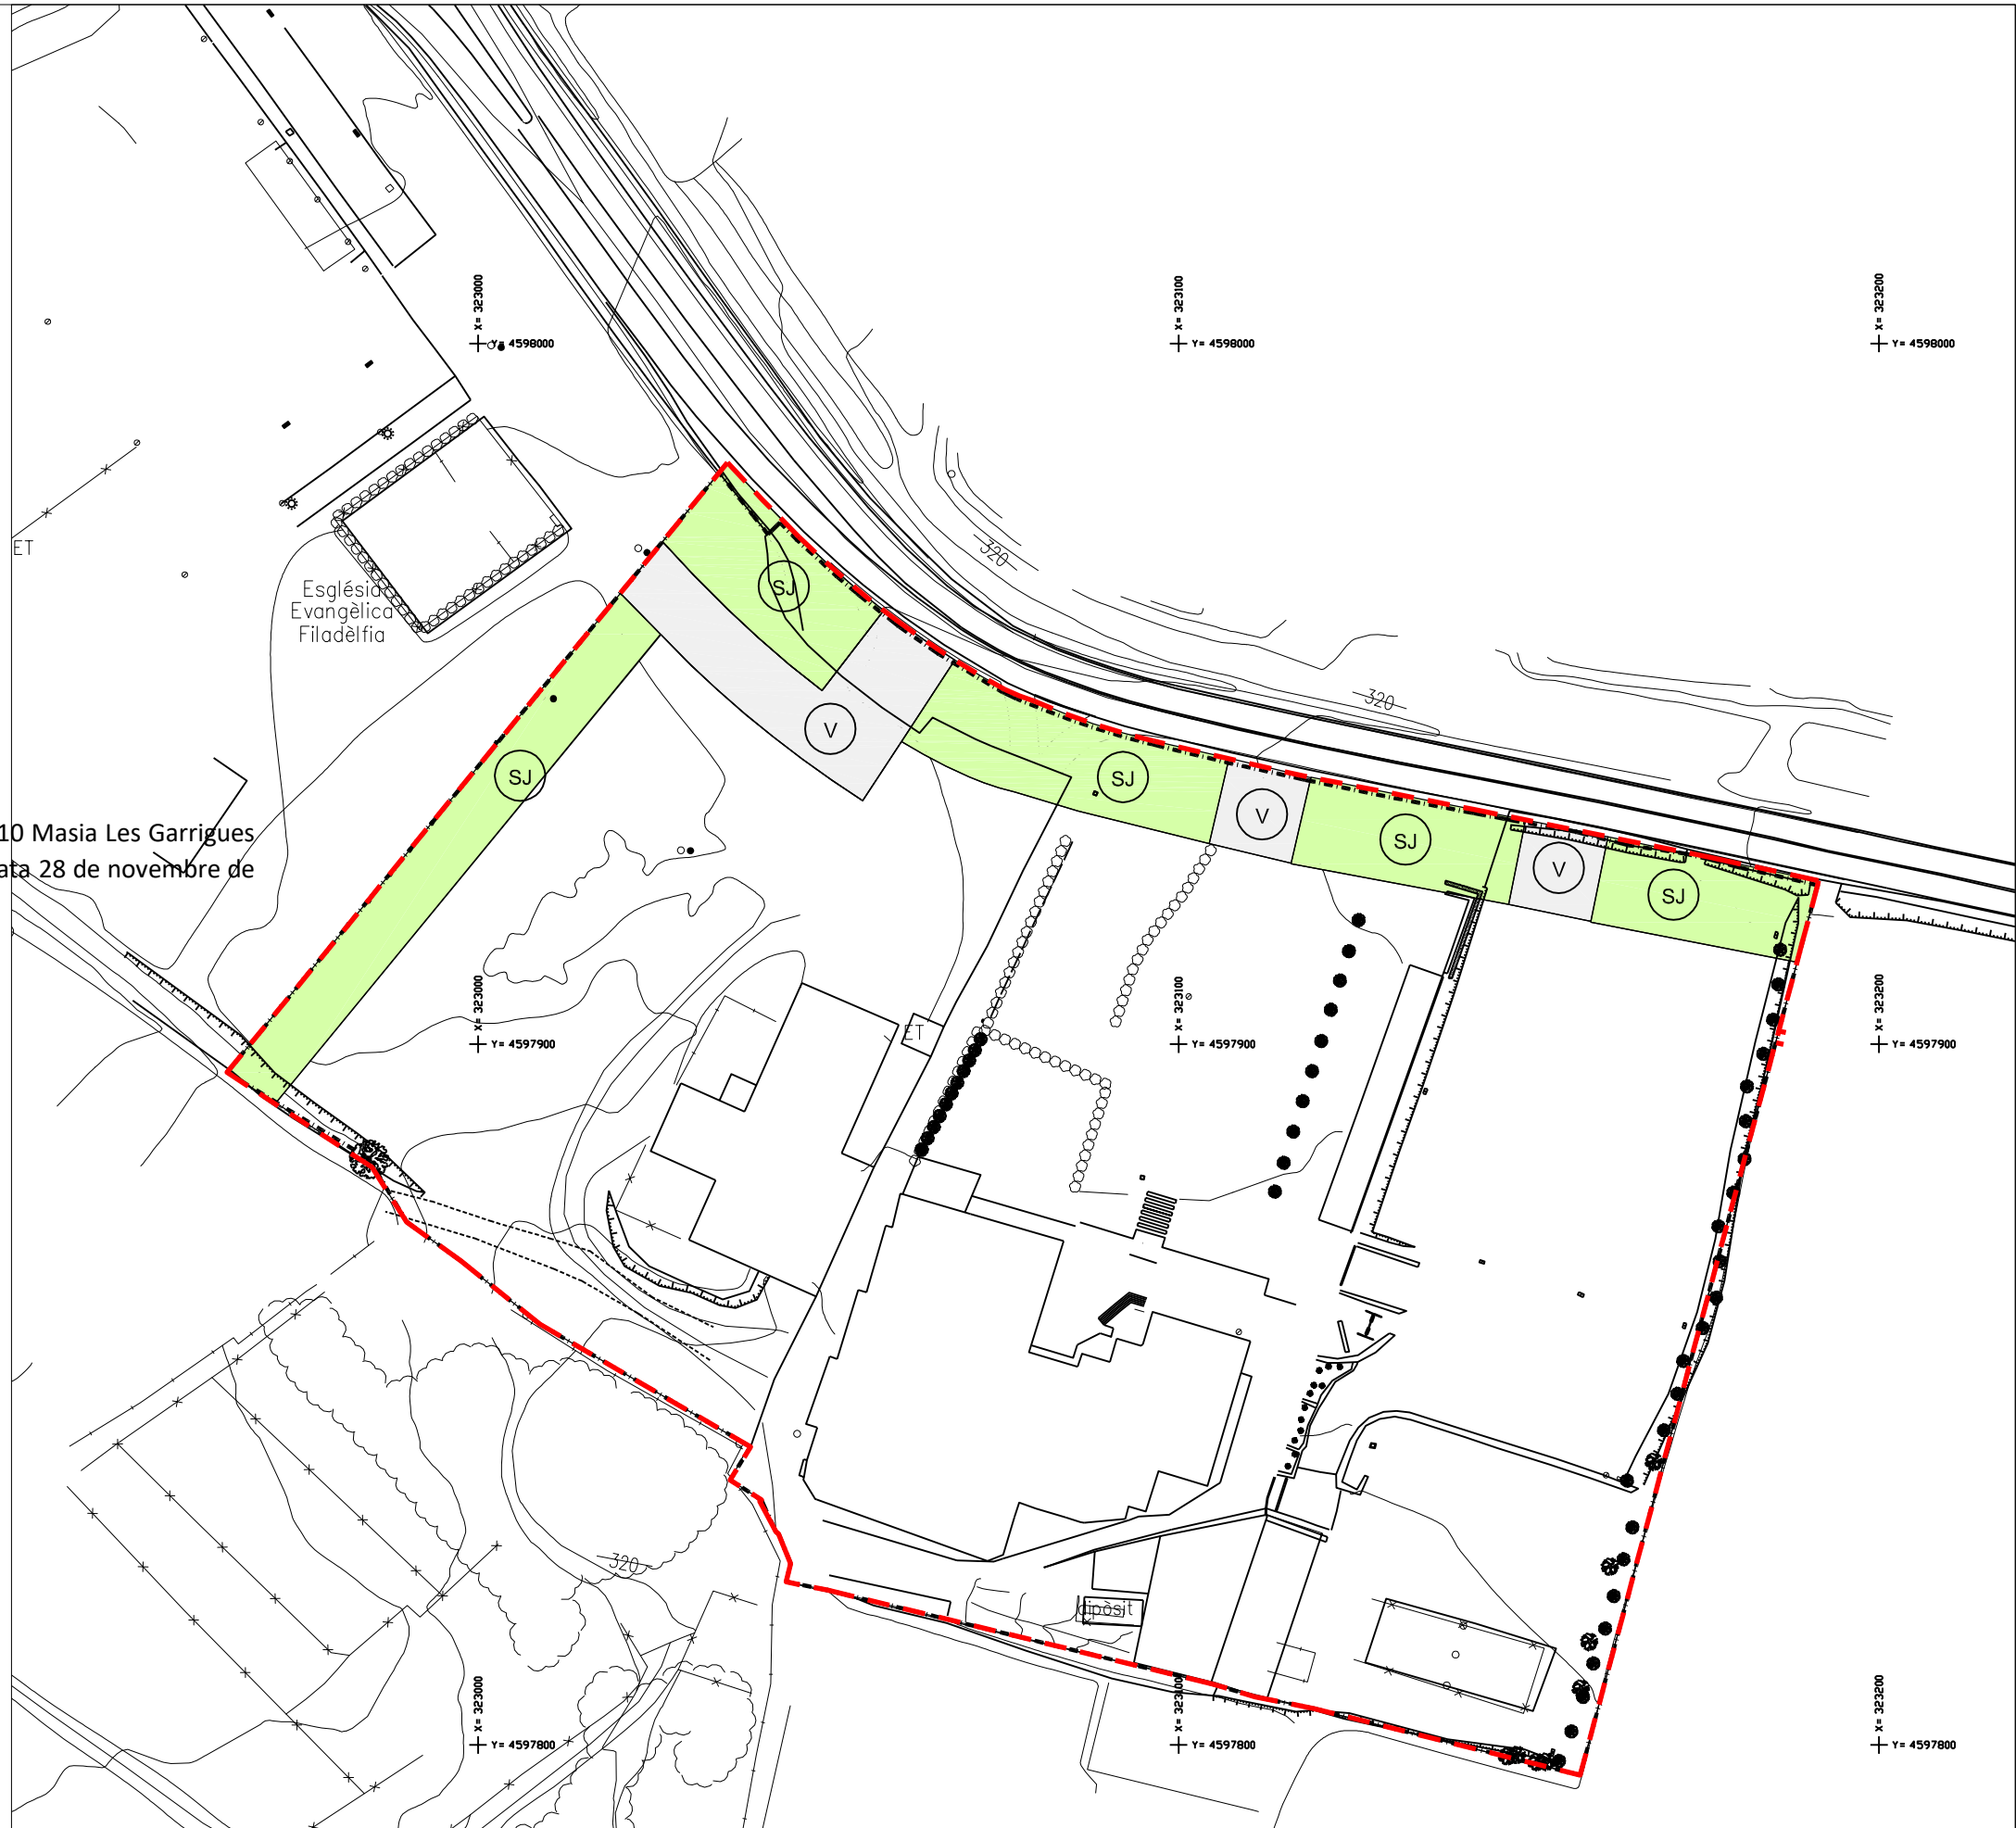 X= 323000
Y= 4598000
X= 323100
Y= 4598000
X= 323200
Y= 4598000
ET
320
Església
Evangèlica
Filadèlfia
SJ
320
V
SJ
SJ
V
SJ
V
SJ
10 Masia Les Garrigues
ata 28 de novembre de
X= 323000
Y= 4597900
ET
X= 323100
Y= 4597900
X= 323200
Y= 4597900
320
dipòsit
X= 323000
Y= 4597800
X= 323100
Y= 4597800
X= 323200
Y= 4597800